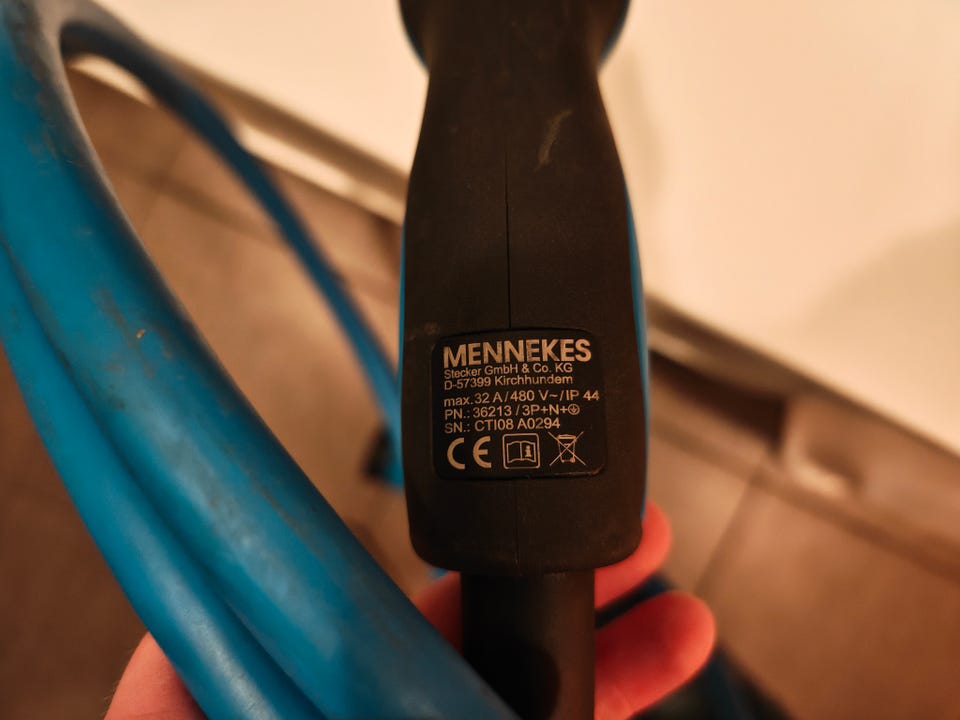 MENNEKES
Stecker GmbH & Co. KG
D-57399 Kirchhundem
max. 32 A / 480 V~ / IP 44
PN.: 36213 / 3P+N+⏚
SN.: CTI08 A0294
CE